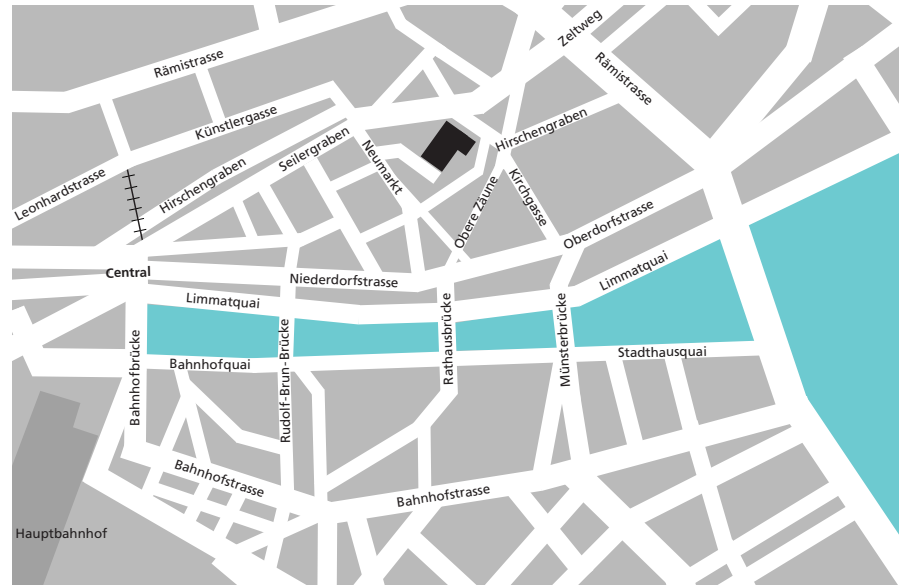 Zeltweg
Rämistrasse
Rämistrasse
Künstlergasse
Hirschengraben
Seilergraben
Neumarkt
Hirschengraben
Leonhardstrasse
Kirchgasse
Obere Zäune
Oberdorfstrasse
Central
Niederdorfstrasse
Limmatquai
Limmatquai
Bahnhofbrücke
Rudolf-Brun-Brücke
Rathausbrücke
Münsterbrücke
Bahnhofquai
Stadthausquai
Bahnhofstrasse
Bahnhofstrasse
Hauptbahnhof